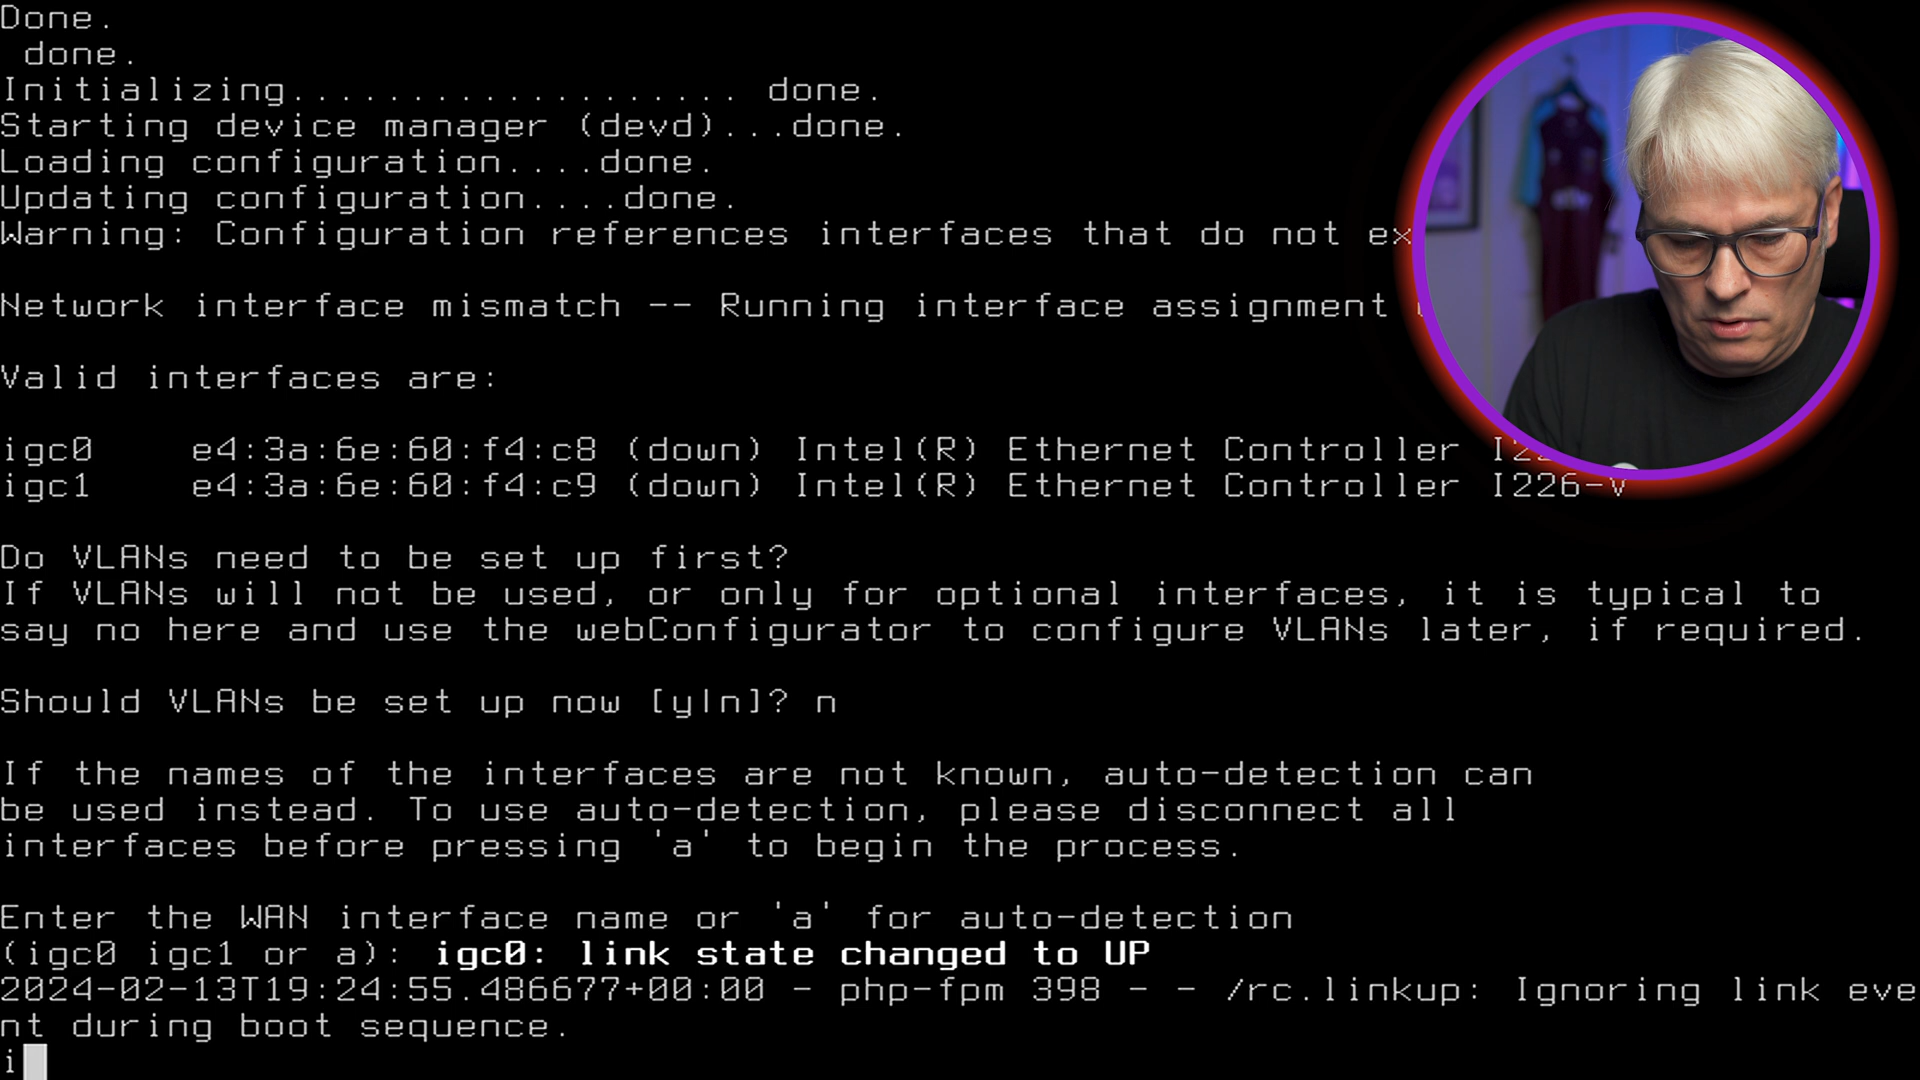 Done.
 done.
Initializing................... done.
Starting device manager (devd)...done.
Loading configuration....done.
Updating configuration....done.
Warning: Configuration references interfaces that do not

Network interface mismatch -- Running interface assignment

Valid interfaces are:

igc0    e4:3a:6e:60:f4:c8 (down) Intel(R) Ethernet Controller
igc1    e4:3a:6e:60:f4:c9 (down) Intel(R) Ethernet Controller I226-V

Do VLANs need to be set up first?
If VLANs will not be used, or only for optional interfaces, it is typical to
say no here and use the webConfigurator to configure VLANs later, if required.

Should VLANs be set up now [y|n]? n

If the names of the interfaces are not known, auto-detection can
be used instead. To use auto-detection, please disconnect all
interfaces before pressing 'a' to begin the process.

Enter the WAN interface name or 'a' for auto-detection
(igc0 igc1 or a): igc0: link state changed to UP
2024-02-13T19:24:55.486677+00:00 - php-fpm 398 - - /rc.linkup: Ignoring link eve
nt during boot sequence.
i